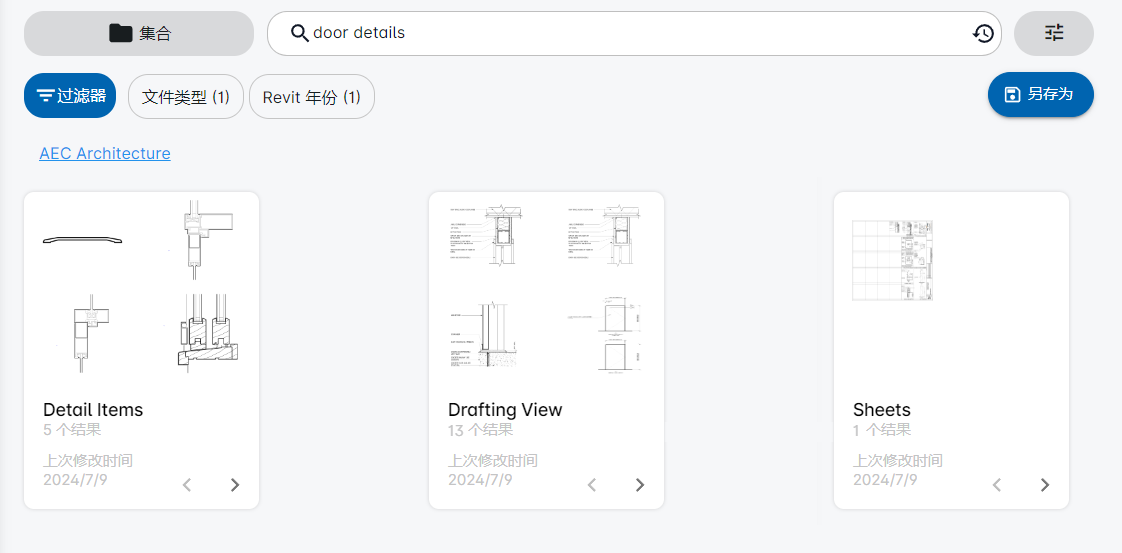 集合
door details
过滤器
文件类型 (1)
Revit 年份 (1)
另存为
AEC Architecture
Detail Items
5 个结果
上次修改时间
2024/7/9
Drafting View
13 个结果
上次修改时间
2024/7/9
Sheets
1 个结果
上次修改时间
2024/7/9